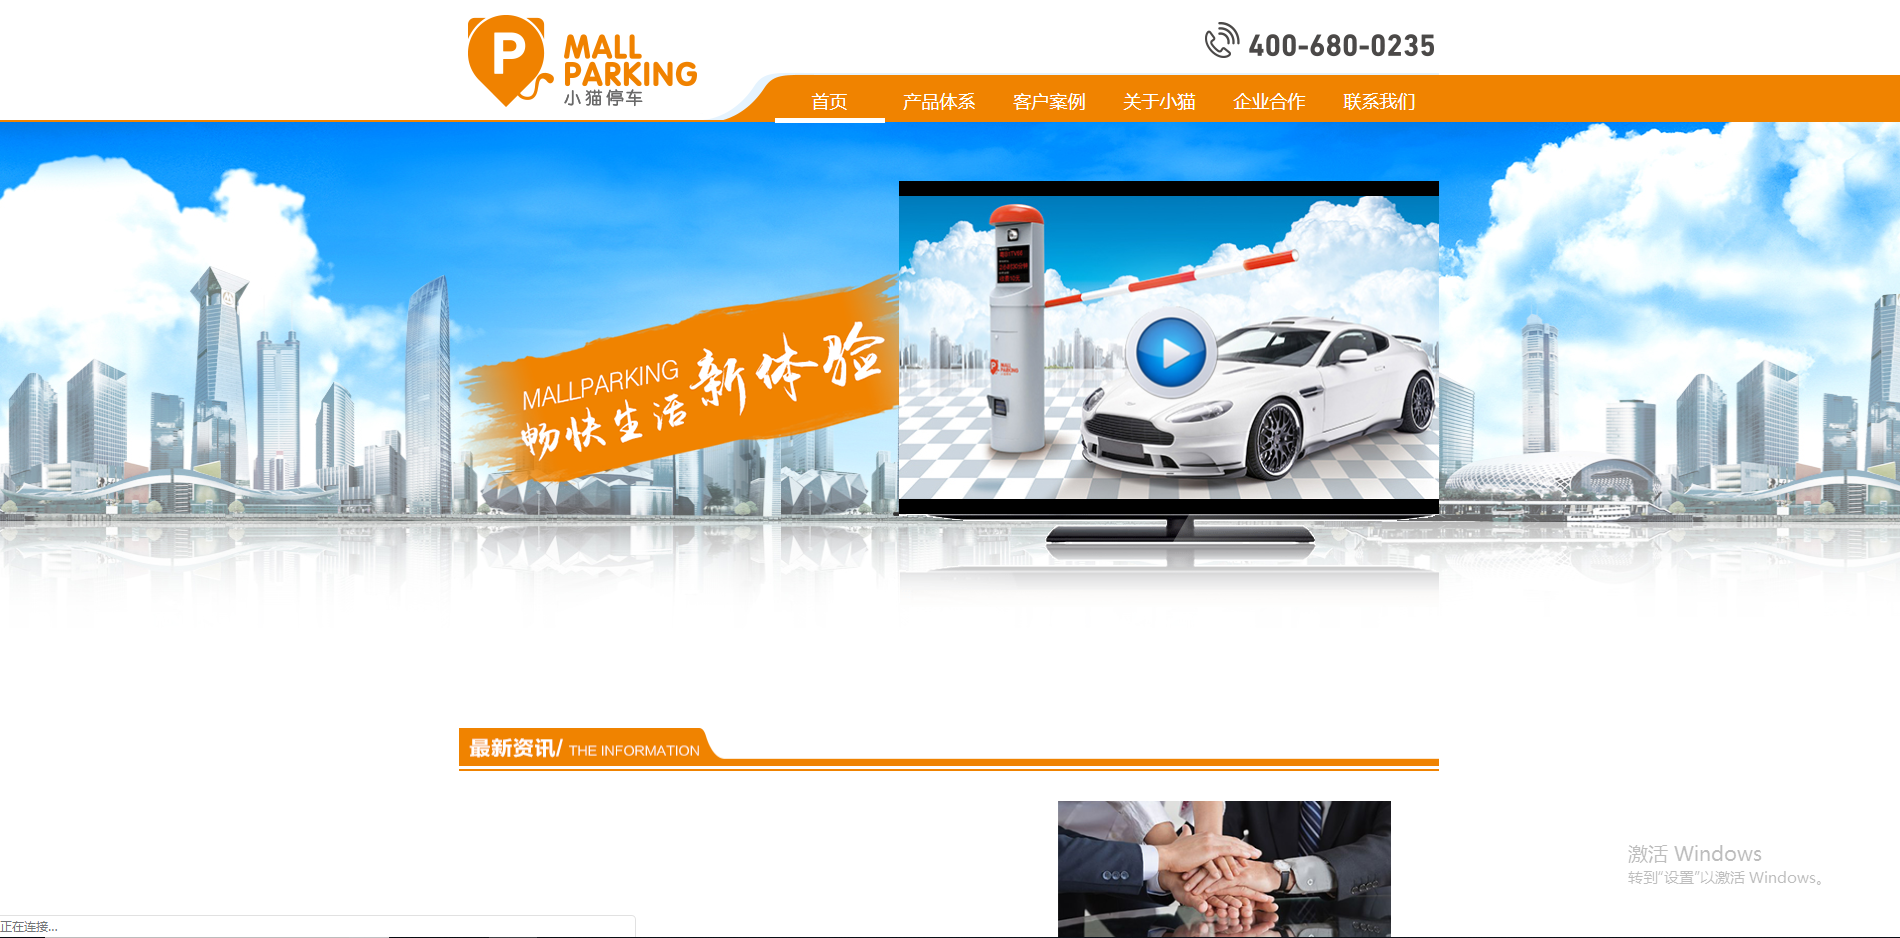 P
MALL
PARKING
小猫停车
400-680-0235
首页
产品体系
客户案例
关于小猫
企业合作
联系我们
MALLPARKING 新体验
畅快生活
MALL
PARKING
最新资讯/ THE INFORMATION
激活 Windows
转到“设置”以激活 Windows。
正在连接...